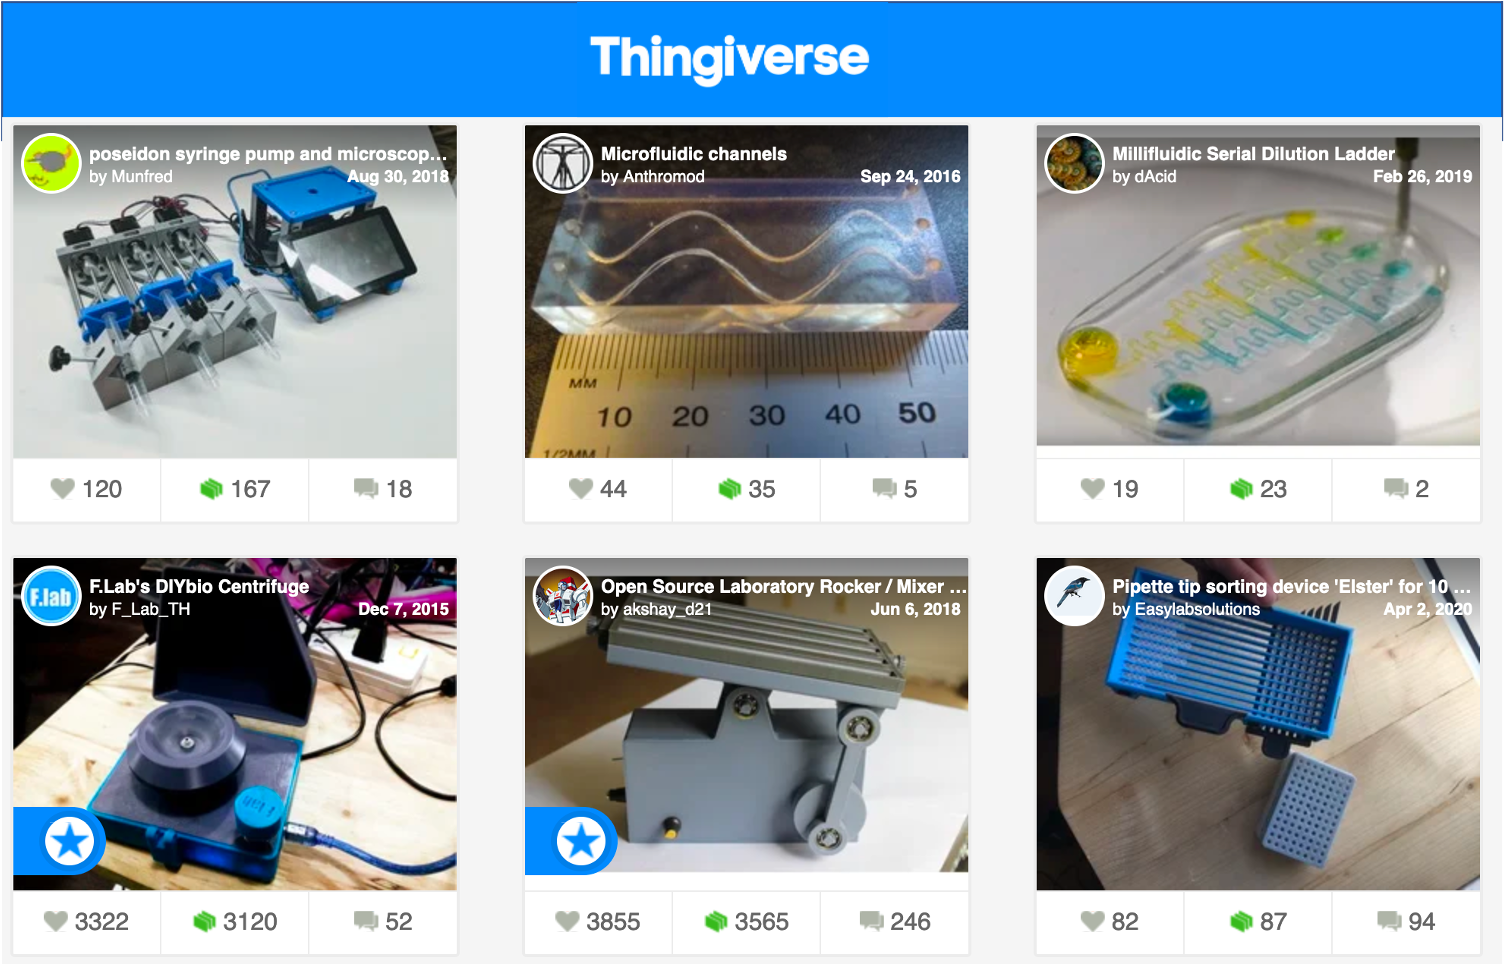 Thingiverse
poseidon syringe pump and microscop...
by Munfred
Aug 30, 2018
120
167
18
Microfluidic channels
by Anthromod
Sep 24, 2016
MM
10 20 30 40 50
1/2MM
44
35
5
Millifluidic Serial Dilution Ladder
by dAcid
Feb 26, 2019
19
23
2
F.lab
F.Lab's DIYbio Centrifuge
by F_Lab_TH
Dec 7, 2015
3322
3120
52
Open Source Laboratory Rocker / Mixer ...
by akshay_d21
Jun 6, 2018
3855
3565
246
Pipette tip sorting device 'Elster' for 10 ...
by Easylabsolutions
Apr 2, 2020
82
87
94